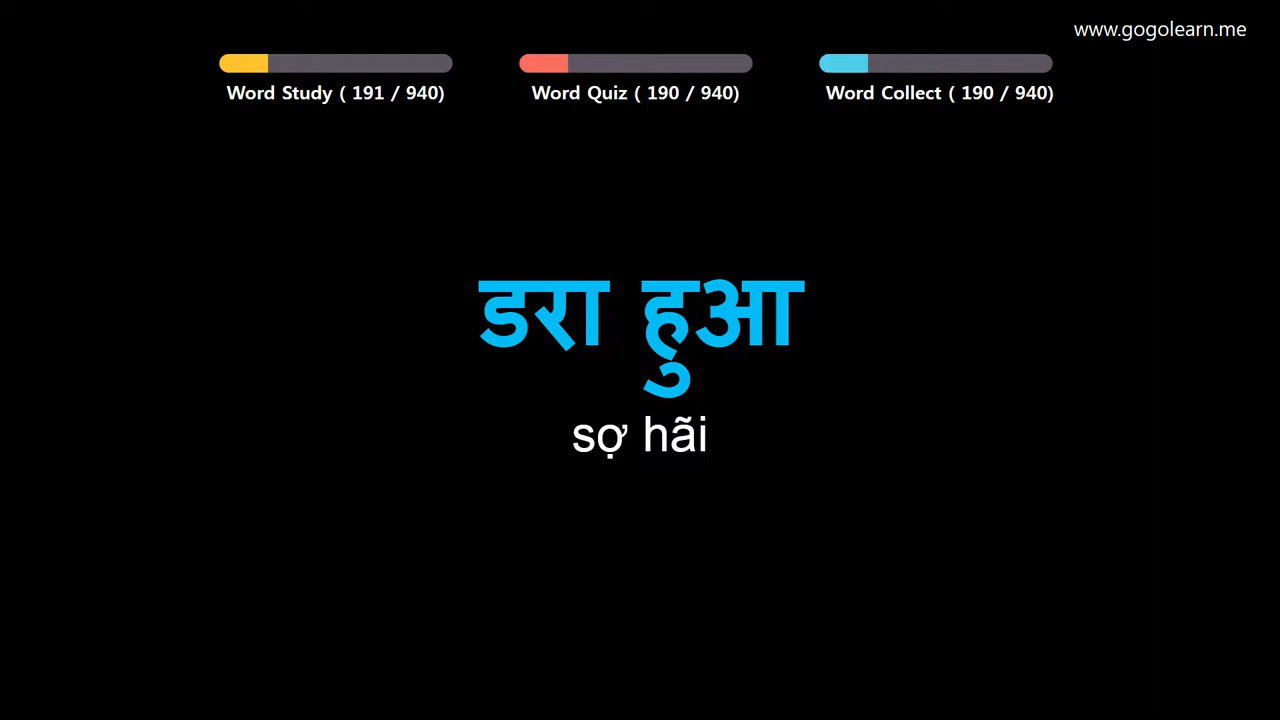 www.gogolearn.me
Word Study ( 191 / 940)
Word Quiz ( 190 / 940)
Word Collect ( 190 / 940)
डरा हुआ
sợ hãi